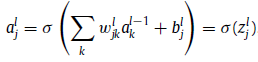 a_j^l = σ ( ∑_k w_{jk}^l a_k^{l−1} + b_j^l ) = σ(z_j^l)